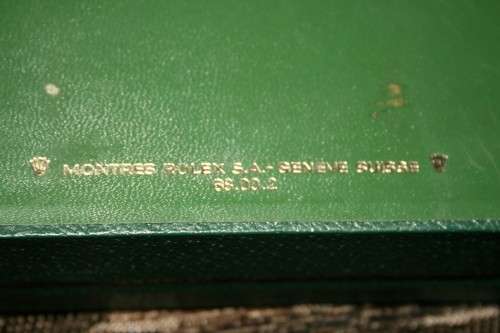 MONTRES ROLEX S.A.- GENEVE SUISSE
68.00.2